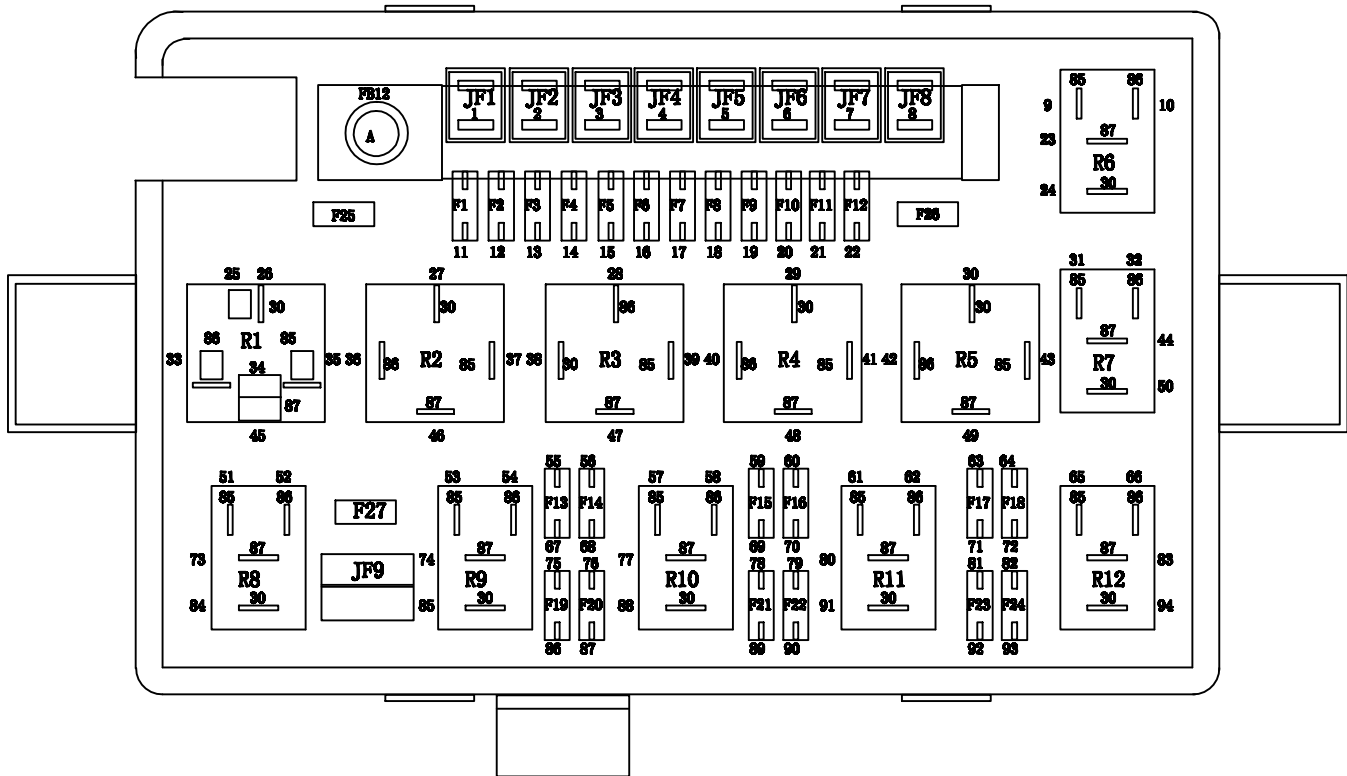 FB12
A
JF1 JF2 JF3 JF4 JF5 JF6 JF7 JF8
1 2 3 4 5 6 7 8
85 86
9 10
23 87
R6
24 30
F25
F1 F2 F3 F4 F5 F6 F7 F8 F9 F10 F11 F12
F26
11 12 13 14 15 16 17 18 19 20 21 22
25 26 27 28 29 30 31 32
30 30 86 30 30 85 86
86 R1 85
87 44
33 35 36 86 R2 85 37 38 30 R3 85 39 40 86 R4 85 41 42 86 R5 85 43 R7
34
30 50
87 87 87 87 87
45 46 47 48 49
51 52 53 54 55 56 57 58 59 60 61 62 63 64 65 66
85 86 85 86 85 86 85 86 85 86
F27 F13 F14 F15 F16 F17 F18
87 87 67 68 87 69 70 87 71 72 87
73 74 75 76 77 78 79 80 81 82 83
JF9
R8 R9 R10 R11 R12
84 30 85 30 F19 F20 88 30 F21 F22 91 30 F23 F24 30 94
86 87 89 90 92 93